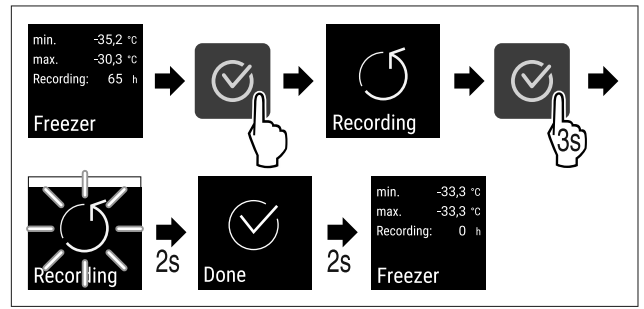 min. -35,2 °C
max. -30,3 °C
Recording: 65 h
Freezer
Recording
3s
Recording
2s
Done
2s
min. -33,3 °C
max. -33,3 °C
Recording: 0 h
Freezer